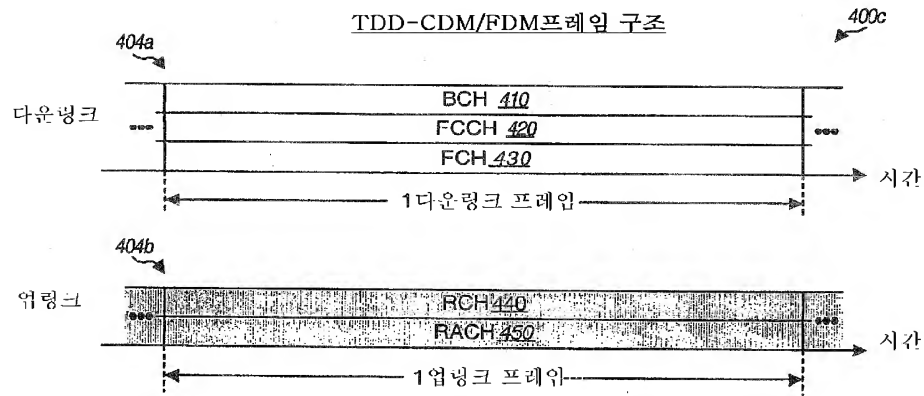 TDD-CDM/FDM프레임 구조
400c
404a
다운링크
BCH 410
FCCH 420
FCH 430
시간
1다운링크 프레임
404b
업링크
RCH 440
RACH 450
시간
1업링크 프레임